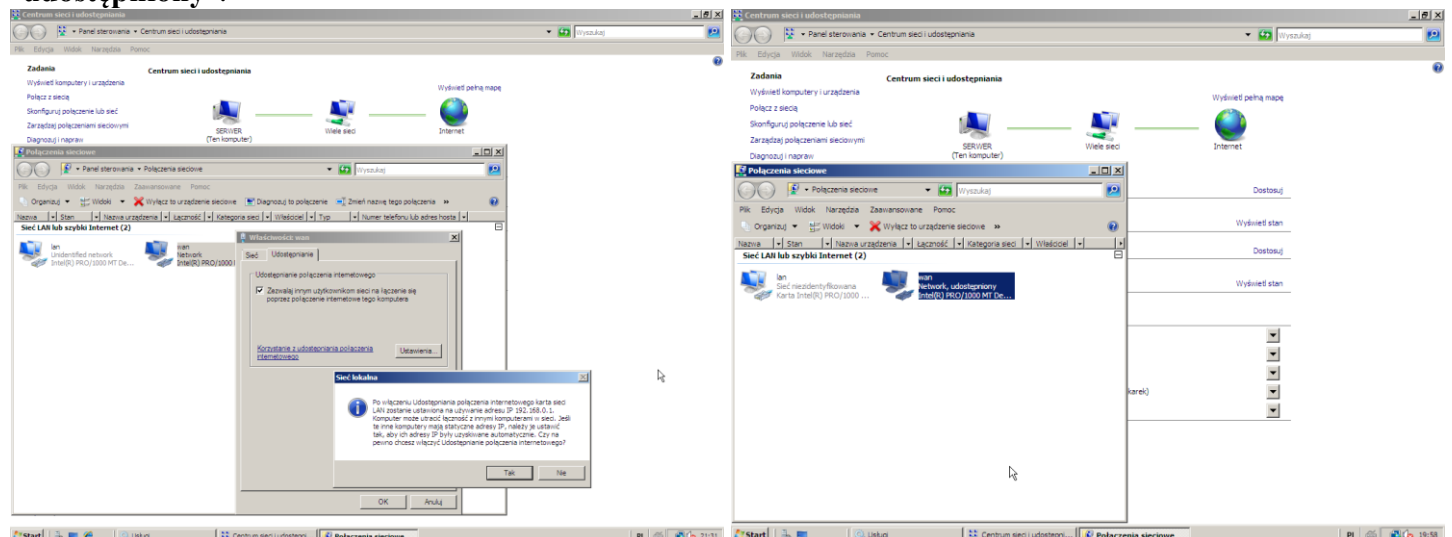 udostępniony".
Centrum sieci i udostępniania
Panel sterowania • Centrum sieci i udostępniania
Wyszukaj
Plik Edycja Widok Narzędzia Pomoc
Zadania
Wyświetl komputery i urządzenia
Połącz z siecią
Skonfiguruj połączenie lub sieć
Zarządzaj połączeniami sieciowymi
Diagnozuj i napraw
Centrum sieci i udostępniania
Wyświetl pełną mapę
SERWER
(Ten komputer)
Wiele sieci
Internet
Połączenia sieciowe
Panel sterowania • Połączenia sieciowe
Wyszukaj
Plik Edycja Widok Narzędzia Zaawansowane Pomoc
Organizuj Widoki Wyłącz to urządzenie sieciowe Diagnozuj to połączenie Zmień nazwę tego połączenia »
Nazwa Stan Nazwa urządzenia Łączność Kategoria sieci Właściciel Typ Numer telefonu lub adres hosta
Sieć LAN lub szybki Internet (2)
lan
Unidentified network
Intel(R) PRO/1000 MT De...
wan
Network
Intel(R) PRO/1000
Właściwości: wan
Sieć Udostępnianie
Udostępnianie połączenia internetowego
Zezwalaj innym użytkownikom sieci na łączenie się
poprzez połączenie internetowe tego komputera
Korzystanie z udostępniania połączenia
internetowego
Ustawienia...
Sieć lokalna
Po włączeniu Udostępniania połączenia internetowego karta sieci
LAN zostanie ustawiona na używanie adresu IP 192.168.0.1.
Komputer może utracić łączność z innymi komputerami w sieci. Jeśli
te inne komputery mają statyczne adresy IP, należy je ustawić
tak, aby ich adresy IP były uzyskiwane automatycznie. Czy na
pewno chcesz włączyć Udostępnianie połączenia internetowego?
Tak Nie
OK Anuluj
Start Usługi Centrum sieci i udostępni... Połączenia sieciowe PL 21:31
Centrum sieci i udostępniania
Panel sterowania • Centrum sieci i udostępniania
Wyszukaj
Plik Edycja Widok Narzędzia Pomoc
Zadania
Wyświetl komputery i urządzenia
Połącz z siecią
Skonfiguruj połączenie lub sieć
Zarządzaj połączeniami sieciowymi
Diagnozuj i napraw
Centrum sieci i udostępniania
Wyświetl pełną mapę
SERWER
(Ten komputer)
Wiele sieci
Internet
Połączenia sieciowe
Połączenia sieciowe
Wyszukaj
Plik Edycja Widok Narzędzia Zaawansowane Pomoc
Organizuj Widoki Wyłącz to urządzenie sieciowe »
Nazwa Stan Nazwa urządzenia Łączność Kategoria sieci Właściciel
Sieć LAN lub szybki Internet (2)
lan
Sieć niezidentyfikowana
Karta Intel(R) PRO/1000 ...
wan
Network, udostępniony
Intel(R) PRO/1000 MT De...
Dostosuj
Wyświetl stan
Dostosuj
Wyświetl stan
karek)
Start Usługi Centrum sieci i udostępni... Połączenia sieciowe PL 19:58